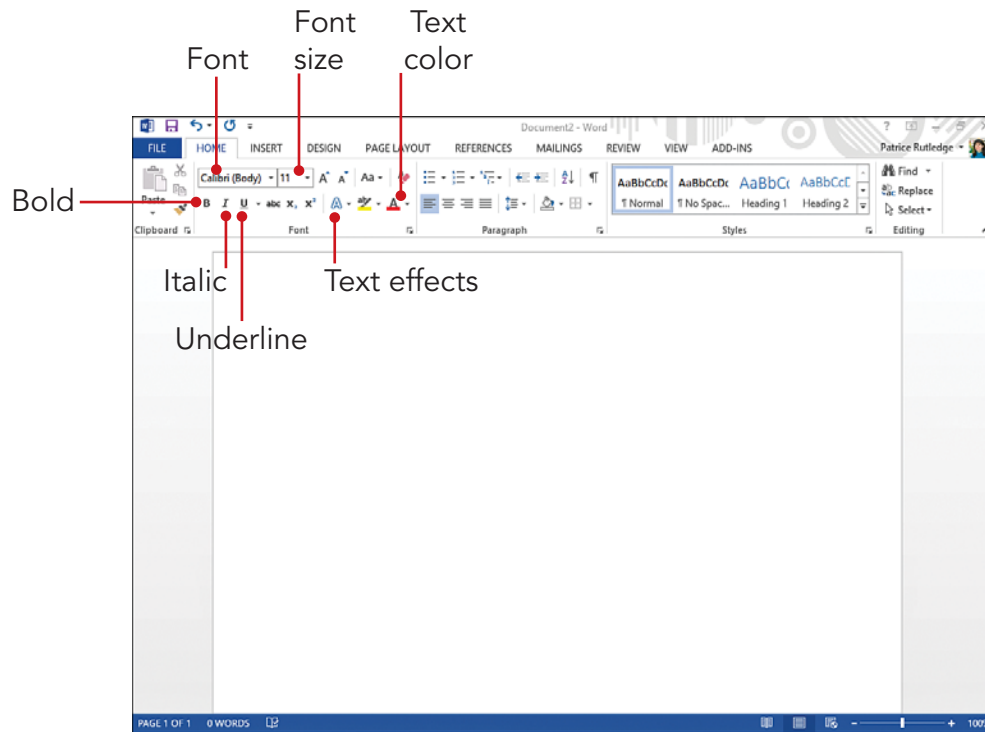 Font
Font size
Text color
Bold
Italic
Underline
Text effects
Document2 - Word
?
FILE HOME INSERT DESIGN PAGE LAYOUT REFERENCES MAILINGS REVIEW VIEW ADD-INS Patrice Rutledge
Calibri (Body) 11 A A Aa
Paste
B I U abc X₂ X² A A
AaBbCcDc AaBbCcDc AaBbCc AaBbCcC
¶ Normal ¶ No Spac... Heading 1 Heading 2
Find
Replace
Select
Clipboard Font Paragraph Styles Editing
PAGE 1 OF 1 0 WORDS 100%